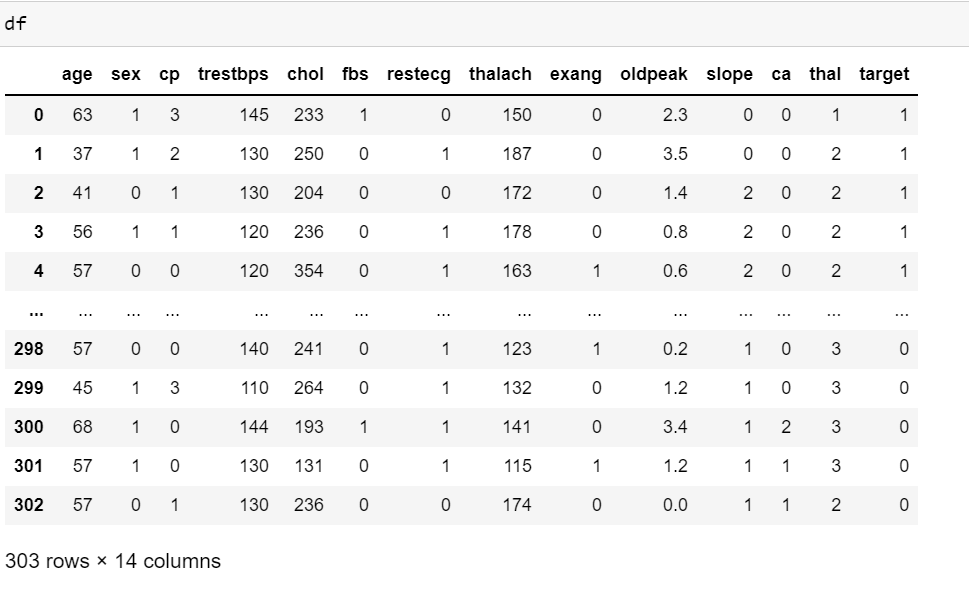 df
age sex cp trestbps chol fbs restecg thalach exang oldpeak slope ca thal target
0 63 1 3 145 233 1 0 150 0 2.3 0 0 1 1
1 37 1 2 130 250 0 1 187 0 3.5 0 0 2 1
2 41 0 1 130 204 0 0 172 0 1.4 2 0 2 1
3 56 1 1 120 236 0 1 178 0 0.8 2 0 2 1
4 57 0 0 120 354 0 1 163 1 0.6 2 0 2 1
... ... ... ... ... ... ... ... ... ... ... ... ... ... ...
298 57 0 0 140 241 0 1 123 1 0.2 1 0 3 0
299 45 1 3 110 264 0 1 132 0 1.2 1 0 3 0
300 68 1 0 144 193 1 1 141 0 3.4 1 2 3 0
301 57 1 0 130 131 0 1 115 1 1.2 1 1 3 0
302 57 0 1 130 236 0 0 174 0 0.0 1 1 2 0
303 rows × 14 columns